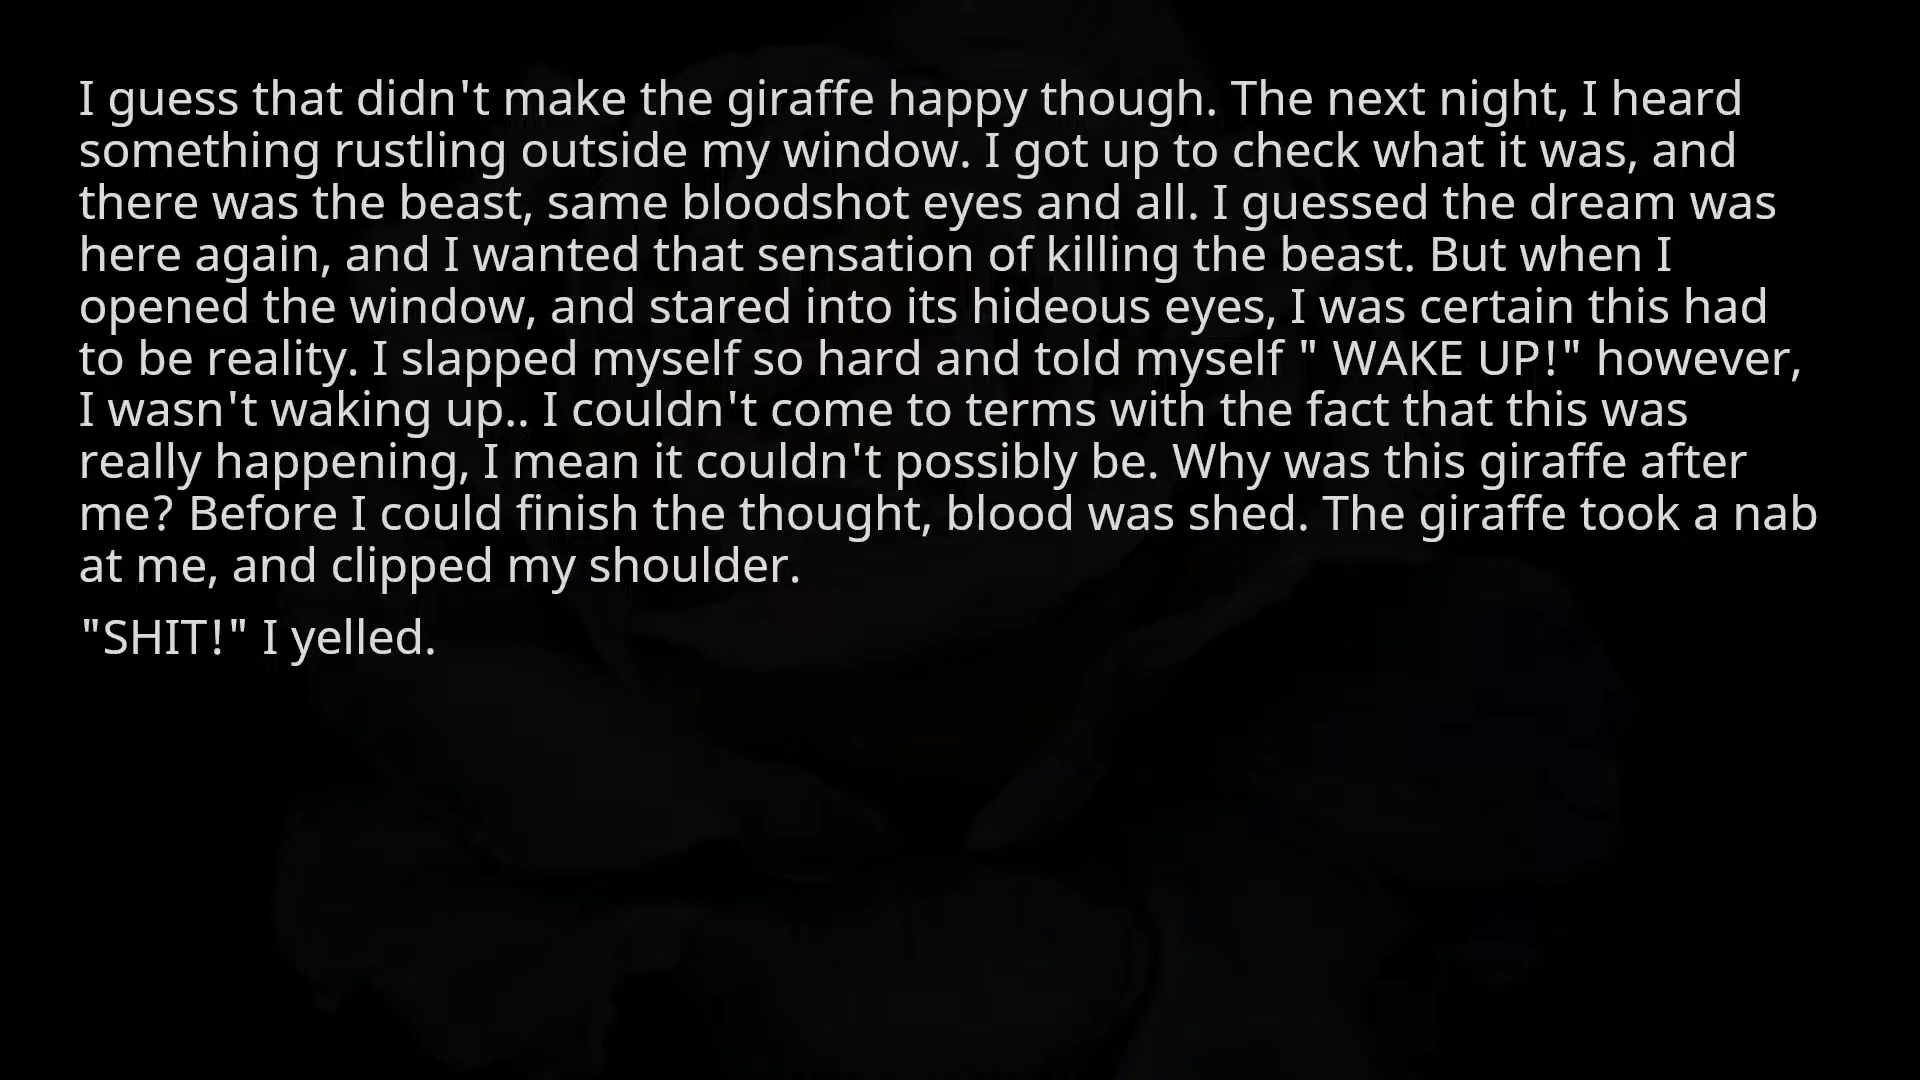 I guess that didn't make the giraffe happy though. The next night, I heard
something rustling outside my window. I got up to check what it was, and
there was the beast, same bloodshot eyes and all. I guessed the dream was
here again, and I wanted that sensation of killing the beast. But when I
opened the window, and stared into its hideous eyes, I was certain this had
to be reality. I slapped myself so hard and told myself " WAKE UP!" however,
I wasn't waking up.. I couldn't come to terms with the fact that this was
really happening, I mean it couldn't possibly be. Why was this giraffe after
me? Before I could finish the thought, blood was shed. The giraffe took a nab
at me, and clipped my shoulder.
"SHIT!" I yelled.